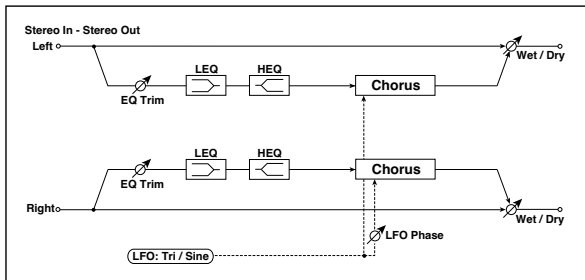 Stereo In - Stereo Out
Left
Wet / Dry
EQ Trim
LEQ
HEQ
Chorus
LEQ
HEQ
Chorus
EQ Trim
Right
Wet / Dry
LFO Phase
LFO: Tri / Sine